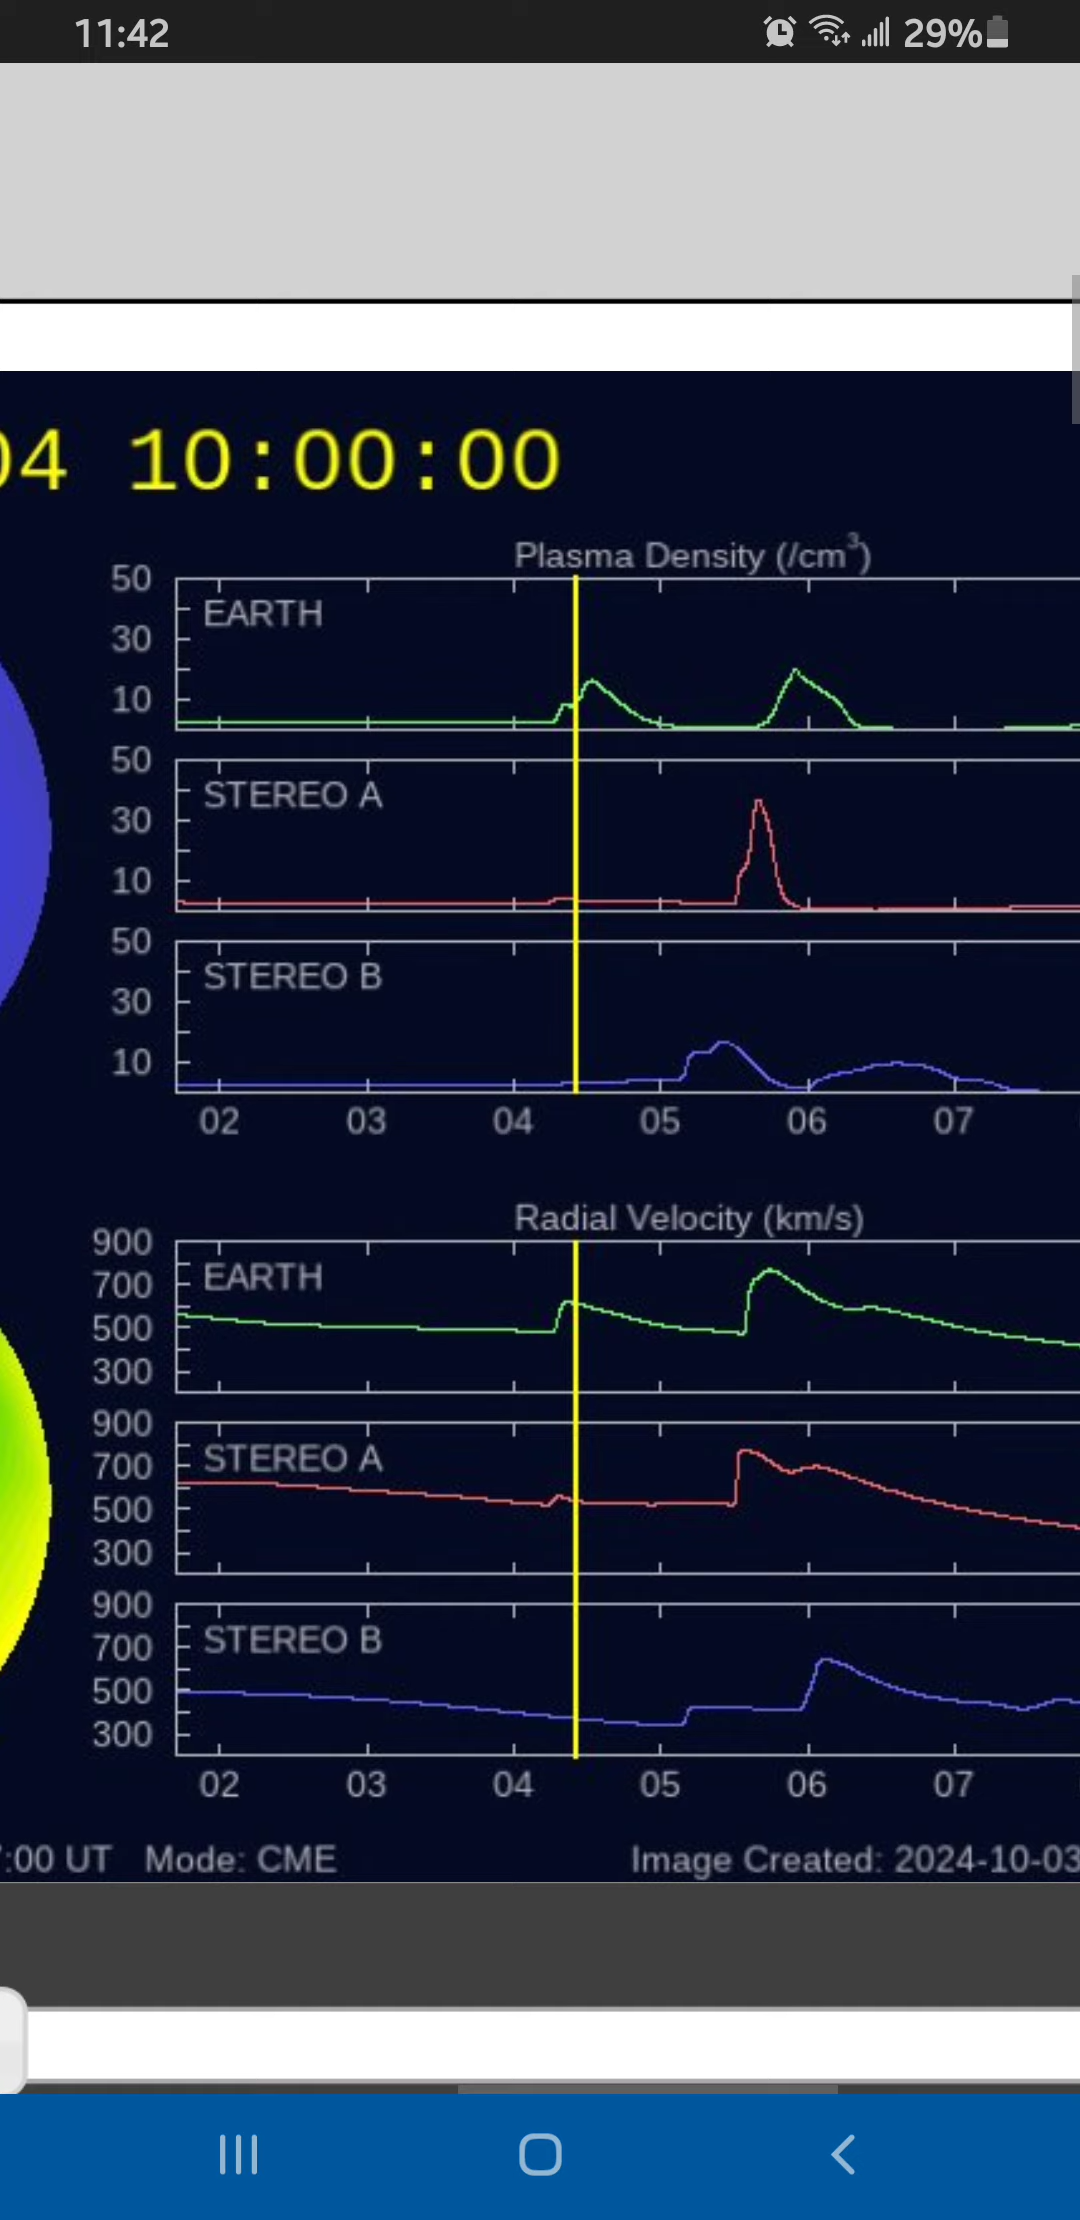 11:42 29%
04 10:00:00
Plasma Density (/cm³)
50
EARTH
30
10
50
STEREO A
30
10
50
STEREO B
30
10
02 03 04 05 06 07
Radial Velocity (km/s)
900
EARTH
700
500
300
900
STEREO A
700
500
300
900
STEREO B
700
500
300
02 03 04 05 06 07
:00 UT Mode: CME Image Created: 2024-10-03